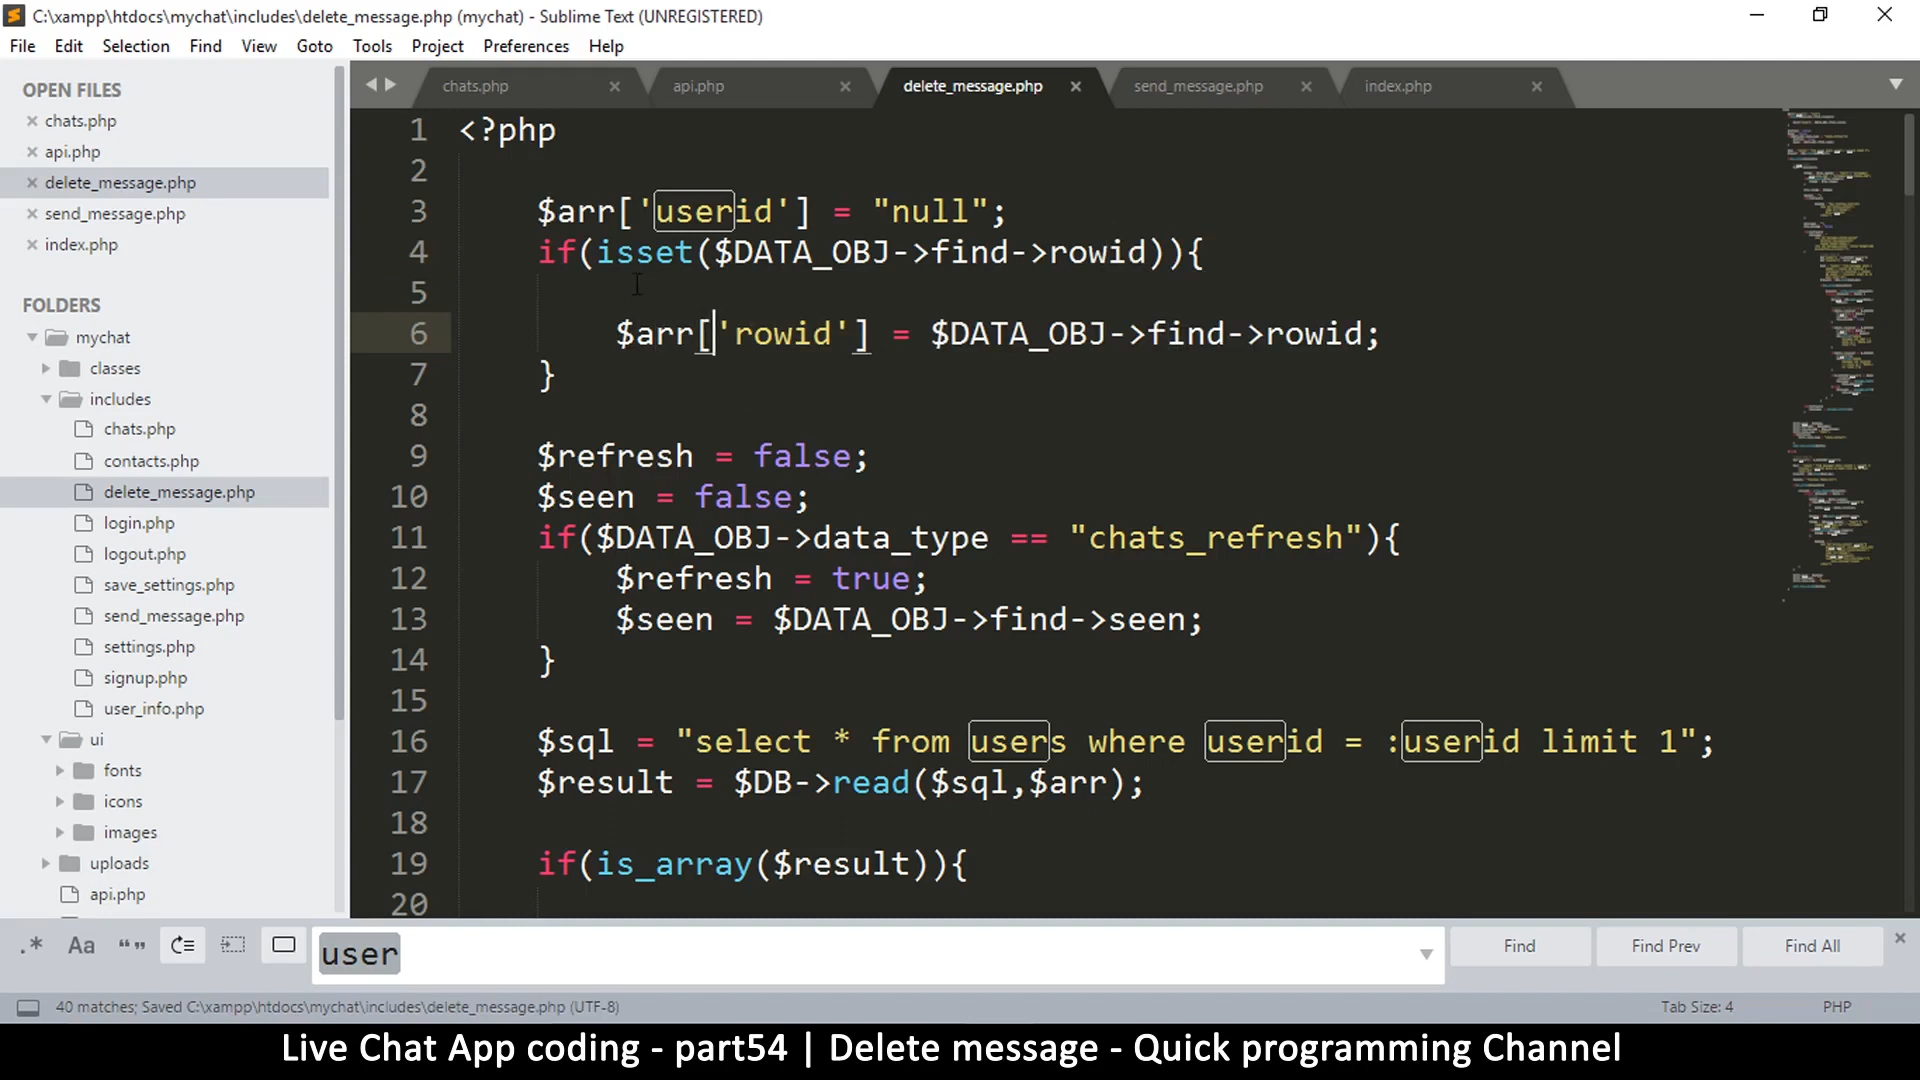 C:\xampp\htdocs\mychat\includes\delete_message.php (mychat) - Sublime Text (UNREGISTERED)
File Edit Selection Find View Goto Tools Project Preferences Help
OPEN FILES
chats.php
api.php
delete_message.php
send_message.php
index.php
FOLDERS
mychat
classes
includes
chats.php
contacts.php
delete_message.php
login.php
logout.php
save_settings.php
send_message.php
settings.php
signup.php
user_info.php
ui
fonts
icons
images
uploads
api.php
chats.php api.php delete_message.php send_message.php index.php
1 <?php
2
3 $arr['userid'] = "null";
4 if(isset($DATA_OBJ->find->rowid)){
5
6 $arr['rowid'] = $DATA_OBJ->find->rowid;
7 }
8
9 $refresh = false;
10 $seen = false;
11 if($DATA_OBJ->data_type == "chats_refresh"){
12 $refresh = true;
13 $seen = $DATA_OBJ->find->seen;
14 }
15
16 $sql = "select * from users where userid = :userid limit 1";
17 $result = $DB->read($sql,$arr);
18
19 if(is_array($result)){
20
.* Aa “” user Find Find Prev Find All
40 matches; Saved C:\xampp\htdocs\mychat\includes\delete_message.php (UTF-8) Tab Size: 4 PHP
Live Chat App coding - part54 | Delete message - Quick programming Channel